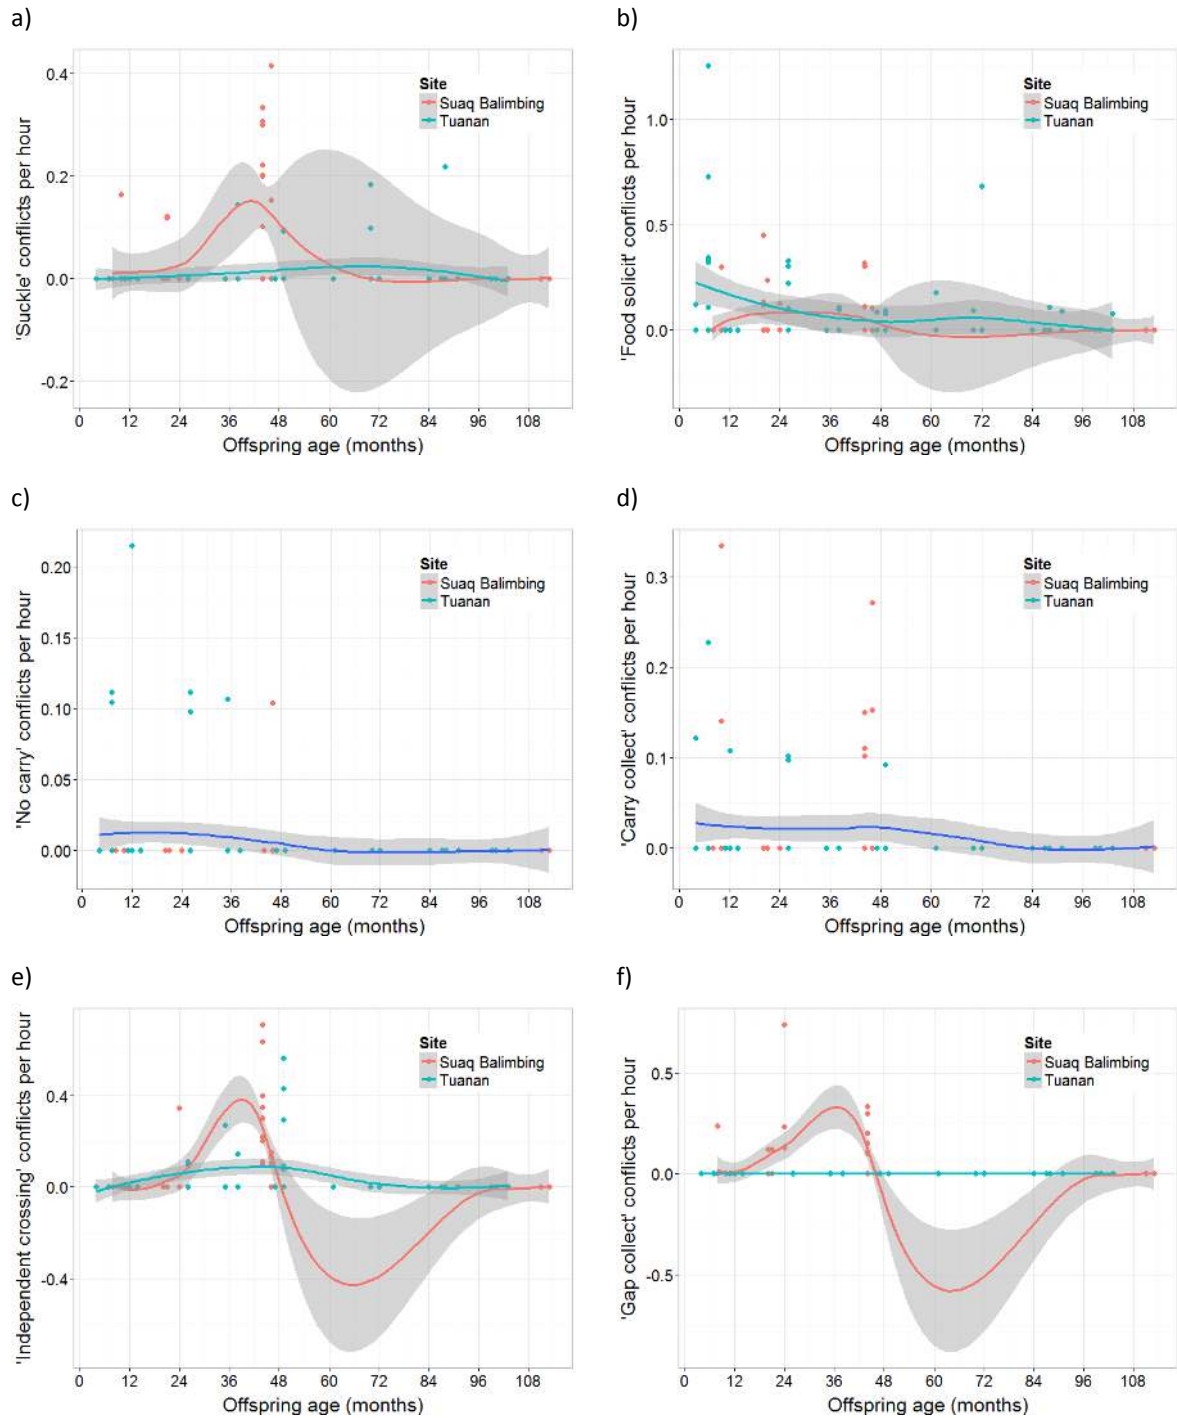 a)
'Suckle' conflicts per hour
0.4
0.2
0.0
-0.2
Site
Suaq Balimbing
Tuanan
0 12 24 36 48 60 72 84 96 108
Offspring age (months)
b)
'Food solicit' conflicts per hour
1.0
0.5
0.0
Site
Suaq Balimbing
Tuanan
0 12 24 36 48 60 72 84 96 108
Offspring age (months)
c)
'No carry' conflicts per hour
0.20
0.15
0.10
0.05
0.00
Site
Suaq Balimbing
Tuanan
0 12 24 36 48 60 72 84 96 108
Offspring age (months)
d)
'Carry collect' conflicts per hour
0.3
0.2
0.1
0.0
Site
Suaq Balimbing
Tuanan
0 12 24 36 48 60 72 84 96 108
Offspring age (months)
e)
'Independent crossing' conflicts per hour
0.4
0.0
-0.4
Site
Suaq Balimbing
Tuanan
0 12 24 36 48 60 72 84 96 108
Offspring age (months)
f)
'Gap collect' conflicts per hour
0.5
0.0
-0.5
Site
Suaq Balimbing
Tuanan
0 12 24 36 48 60 72 84 96 108
Offspring age (months)